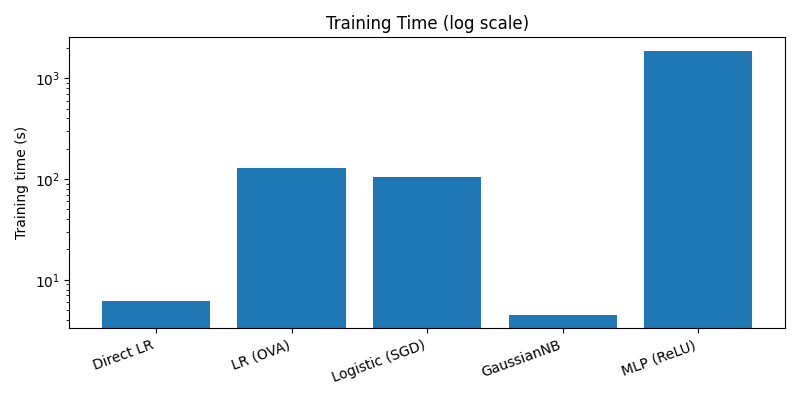 Training Time (log scale)
Training time (s)
10³
10²
10¹
Direct LR
LR (OVA)
Logistic (SGD)
GaussianNB
MLP (ReLU)